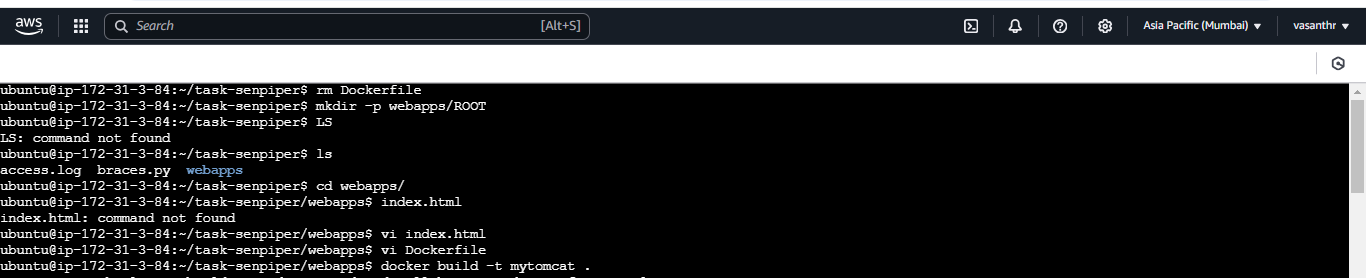 aws
Search
[Alt+S]
Asia Pacific (Mumbai)
vasanthr
ubuntu@ip-172-31-3-84:~/task-senpiper$ rm Dockerfile
ubuntu@ip-172-31-3-84:~/task-senpiper$ mkdir -p webapps/ROOT
ubuntu@ip-172-31-3-84:~/task-senpiper$ LS
LS: command not found
ubuntu@ip-172-31-3-84:~/task-senpiper$ ls
access.log  braces.py  webapps
ubuntu@ip-172-31-3-84:~/task-senpiper$ cd webapps/
ubuntu@ip-172-31-3-84:~/task-senpiper/webapps$ index.html
index.html: command not found
ubuntu@ip-172-31-3-84:~/task-senpiper/webapps$ vi index.html
ubuntu@ip-172-31-3-84:~/task-senpiper/webapps$ vi Dockerfile
ubuntu@ip-172-31-3-84:~/task-senpiper/webapps$ docker build -t mytomcat .